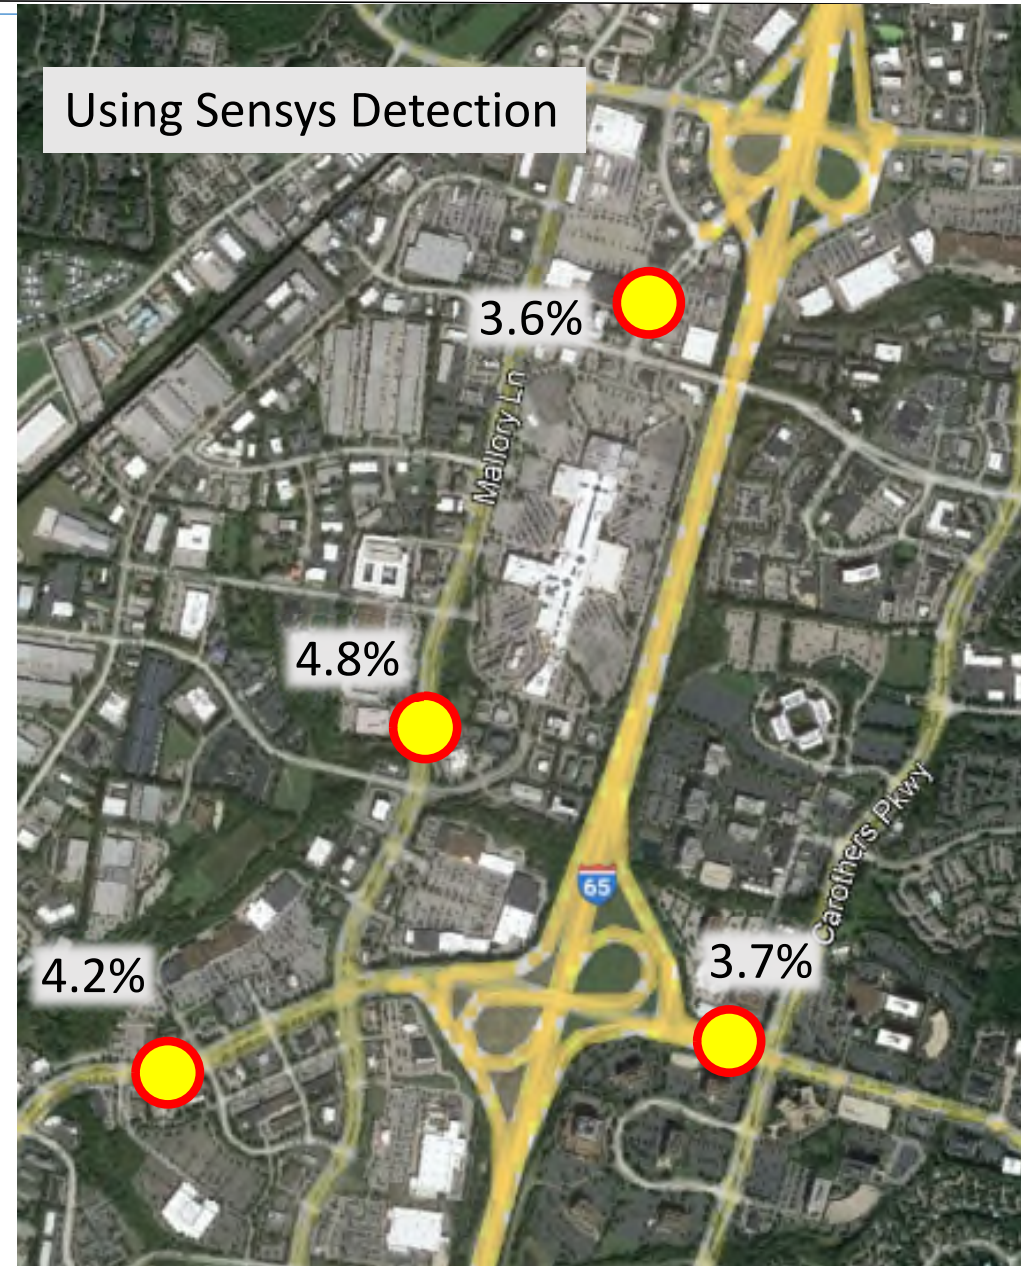 Using Sensys Detection
3.6%
Mallory Ln
4.8%
65
Carothers Pkwy
3.7%
4.2%